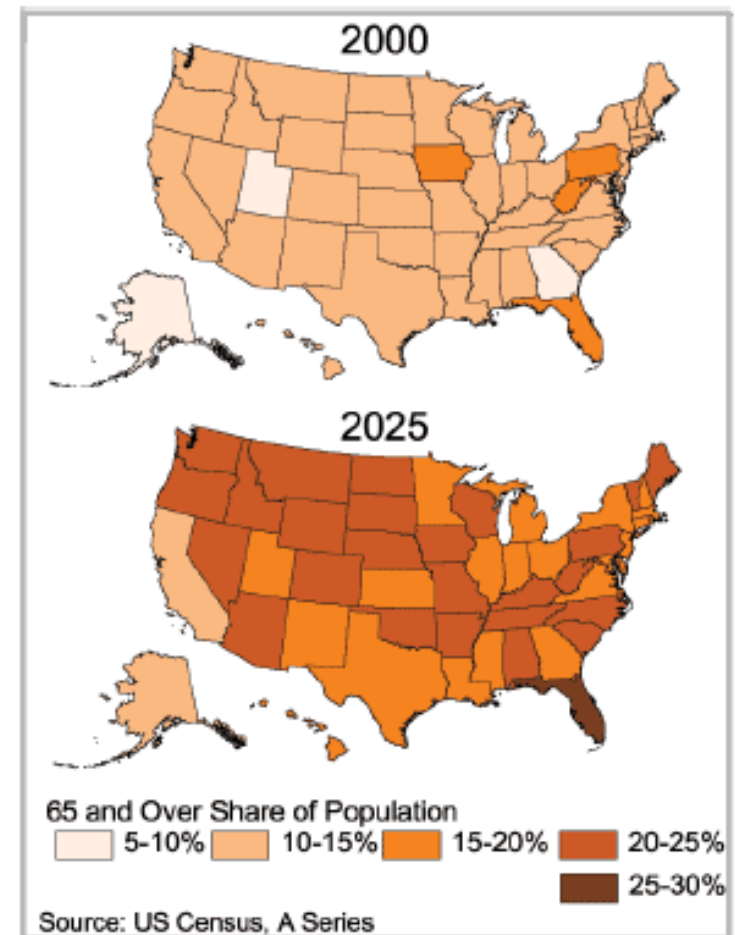 2000
2025
65 and Over Share of Population
5-10% 10-15% 15-20% 20-25%
25-30%
Source: US Census, A Series